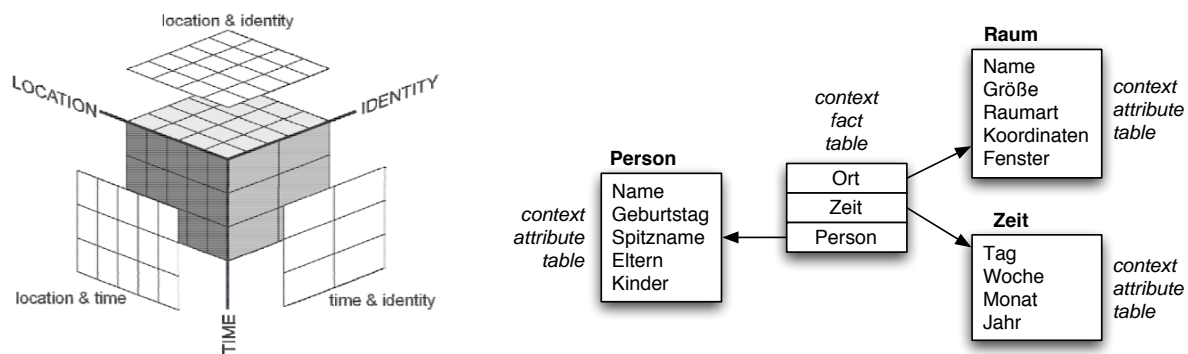 location & identity
LOCATION
IDENTITY
location & time
time & identity
TIME
Person
context
attribute
table
Name
Geburtstag
Spitzname
Eltern
Kinder
context
fact
table
Ort
Zeit
Person
Raum
Name
Größe
Raumart
Koordinaten
Fenster
context
attribute
table
Zeit
Tag
Woche
Monat
Jahr
context
attribute
table